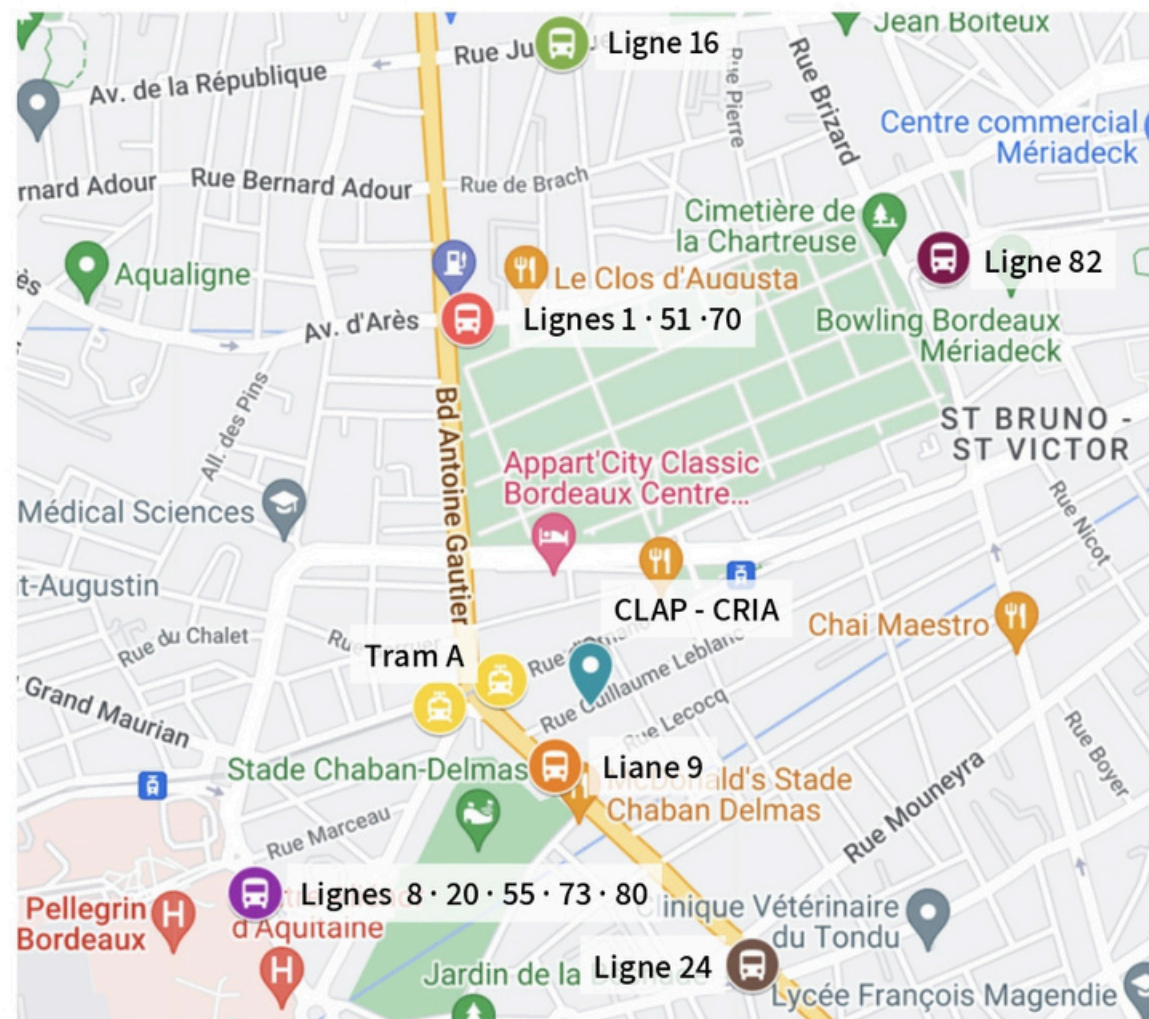 Jean Boiteux
Rue Ju
Ligne 16
Av. de la République
Rue Pierre
Rue Brizard
Centre commercial
Mériadeck
rnard Adour
Rue Bernard Adour
Rue de Brach
Cimetière de
la Chartreuse
Ligne 82
Aqualigne
Le Clos d'Augusta
ès
Av. d'Arès
Lignes 1 · 51 ·70
Bowling Bordeaux
Mériadeck
All. des Pins
Bd Antoine Gautier
ST BRUNO -
ST VICTOR
Appart'City Classic
Bordeaux Centre...
Médical Sciences
Rue Nicot
t-Augustin
CLAP - CRIA
Chai Maestro
Rue du Chalet
Rue
Tram A
Rue d'Ornano
Rue Guillaume Leblanc
Grand Maurian
Rue Lecocq
Rue Boyer
Stade Chaban-Delmas
Liane 9
McDonald's Stade
Chaban Delmas
Rue Mouneyra
Rue Marceau
Lignes 8 · 20 · 55 · 73 · 80
Pellegrin
Bordeaux
H
d'Aquitaine
H
Clinique Vétérinaire
du Tondu
Jardin de la
Ligne 24
Lycée François Magendie